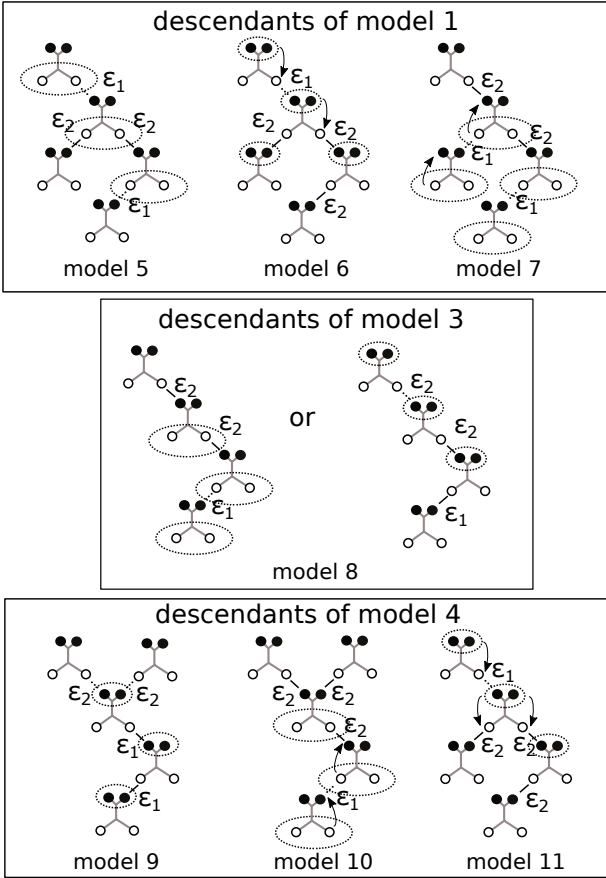 descendants of model 1
ε₁
ε₂ ε₂
ε₁
model 5
ε₁
ε₂ ε₂
ε₂
model 6
ε₂
ε₁ ε₂
ε₁
model 7
descendants of model 3
ε₂
ε₂
ε₁
or
ε₂
ε₂
ε₁
model 8
descendants of model 4
ε₂ ε₂
ε₁
ε₁
model 9
ε₂ ε₂
ε₂
ε₁
model 10
ε₁
ε₂ ε₂
ε₂
model 11